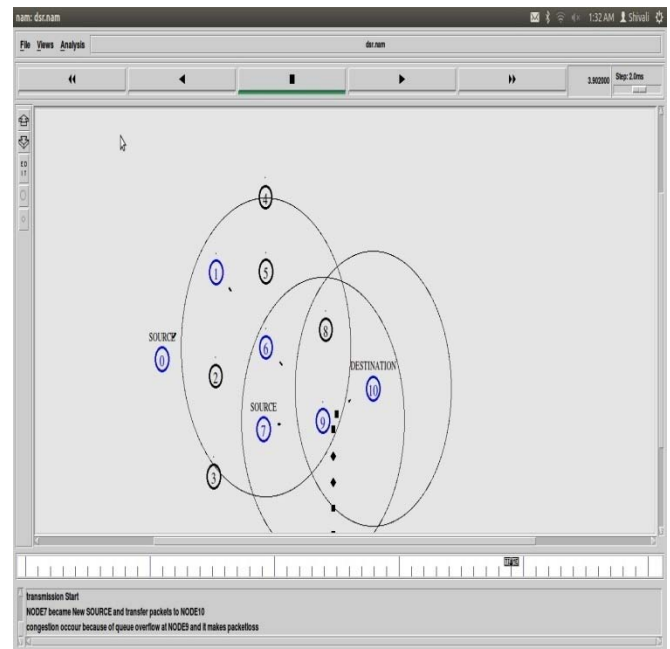 nam: dsr.nam
1:32 AM Shivali
File Views Analysis
dsr.nam
3.902000
Step: 2.0ms
ED
IT
4
1
5
SOURCE
0
6
8
2
DESTINATION
10
SOURCE
7
9
3
transmission Start
NODE7 became New SOURCE and transfer packets to NODE10
congestion occour because of queue overflow at NODE9 and it makes packetloss